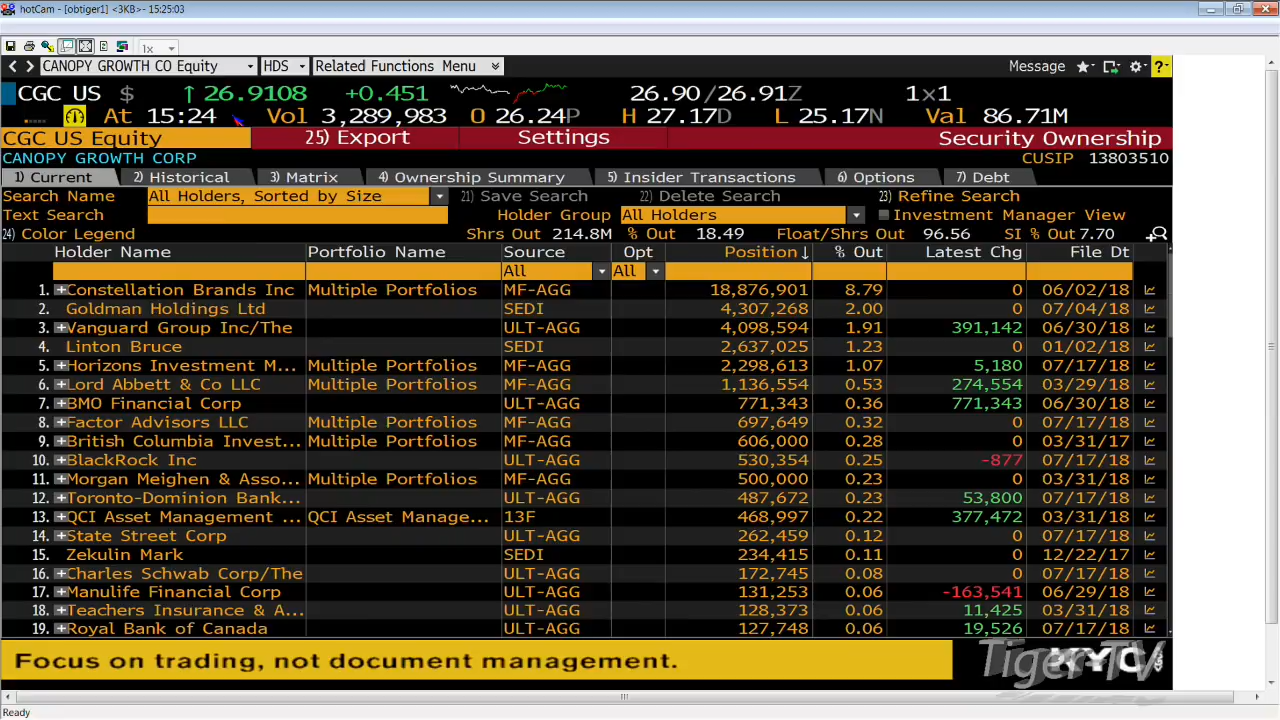 hotCam - [obtiger1] <3KB> - 15:25:03
1x
CANOPY GROWTH CO Equity HDS Related Functions Menu Message ?
CGC US $ ↑ 26.9108 +0.451 26.90/26.91Z 1x1
At 15:24 Vol 3,289,983 O 26.24P H 27.17D L 25.17N Val 86.71M
CGC US Equity 25) Export Settings Security Ownership
CANOPY GROWTH CORP CUSIP 13803510
1) Current 2) Historical 3) Matrix 4) Ownership Summary 5) Insider Transactions 6) Options 7) Debt
Search Name All Holders, Sorted by Size 21) Save Search 22) Delete Search 23) Refine Search
Text Search Holder Group All Holders Investment Manager View
24) Color Legend Shrs Out 214.8M % Out 18.49 Float/Shrs Out 96.56 SI % Out 7.70
Holder Name Portfolio Name Source Opt Position↓ % Out Latest Chg File Dt
All All
1. +Constellation Brands Inc Multiple Portfolios MF-AGG 18,876,901 8.79 0 06/02/18
2. Goldman Holdings Ltd SEDI 4,307,268 2.00 0 07/04/18
3. +Vanguard Group Inc/The ULT-AGG 4,098,594 1.91 391,142 06/30/18
4. Linton Bruce SEDI 2,637,025 1.23 0 01/02/18
5. +Horizons Investment M... Multiple Portfolios MF-AGG 2,298,613 1.07 5,180 07/17/18
6. +Lord Abbett & Co LLC Multiple Portfolios MF-AGG 1,136,554 0.53 274,554 03/29/18
7. +BMO Financial Corp ULT-AGG 771,343 0.36 771,343 06/30/18
8. +Factor Advisors LLC Multiple Portfolios MF-AGG 697,649 0.32 0 07/17/18
9. +British Columbia Invest... Multiple Portfolios MF-AGG 606,000 0.28 0 03/31/17
10. +BlackRock Inc ULT-AGG 530,354 0.25 -877 07/17/18
11. +Morgan Meighen & Asso... Multiple Portfolios MF-AGG 500,000 0.23 0 03/31/18
12. +Toronto-Dominion Bank... ULT-AGG 487,672 0.23 53,800 07/17/18
13. +QCI Asset Management ... QCI Asset Manage... 13F 468,997 0.22 377,472 03/31/18
14. +State Street Corp ULT-AGG 262,459 0.12 0 07/17/18
15. Zekulin Mark SEDI 234,415 0.11 0 12/22/17
16. +Charles Schwab Corp/The ULT-AGG 172,745 0.08 0 07/17/18
17. +Manulife Financial Corp ULT-AGG 131,253 0.06 -163,541 06/29/18
18. +Teachers Insurance & A... ULT-AGG 128,373 0.06 11,425 03/31/18
19. +Royal Bank of Canada ULT-AGG 127,748 0.06 19,526 07/17/18
Focus on trading, not document management. KYC
Tiger-TV
Ready